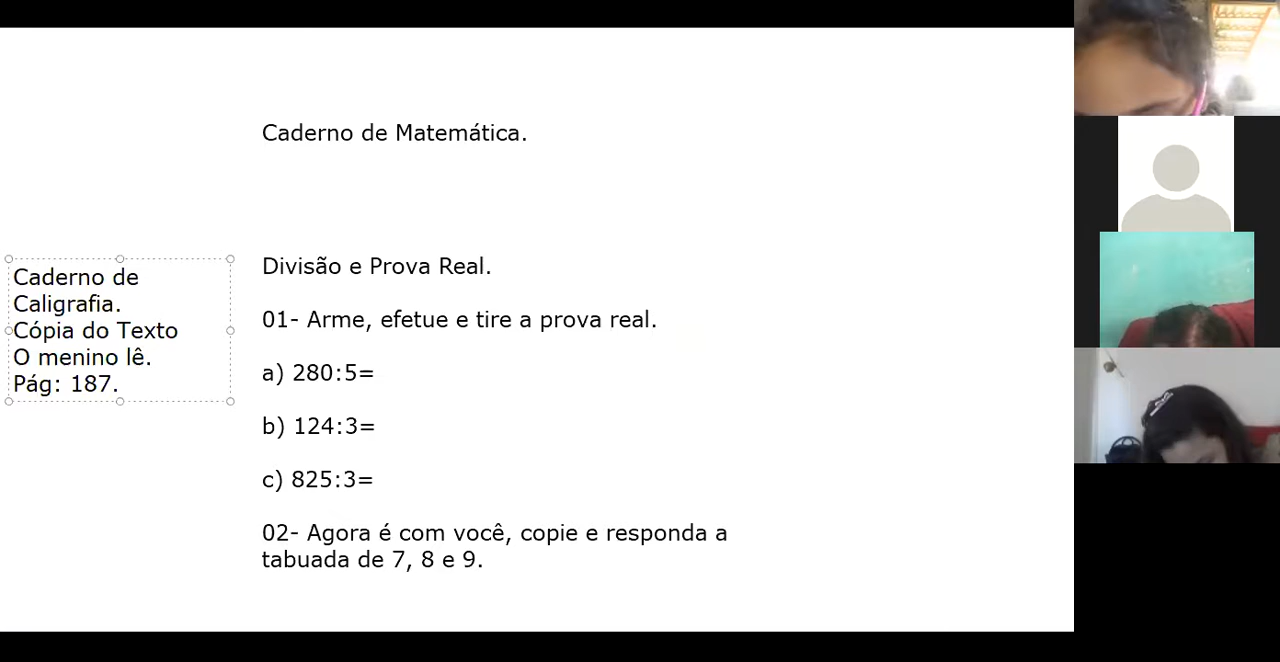 Caderno de Matemática.
Caderno de
Caligrafia.
Cópia do Texto
O menino lê.
Pág: 187.
Divisão e Prova Real.
01- Arme, efetue e tire a prova real.
a) 280:5=
b) 124:3=
c) 825:3=
02- Agora é com você, copie e responda a
tabuada de 7, 8 e 9.